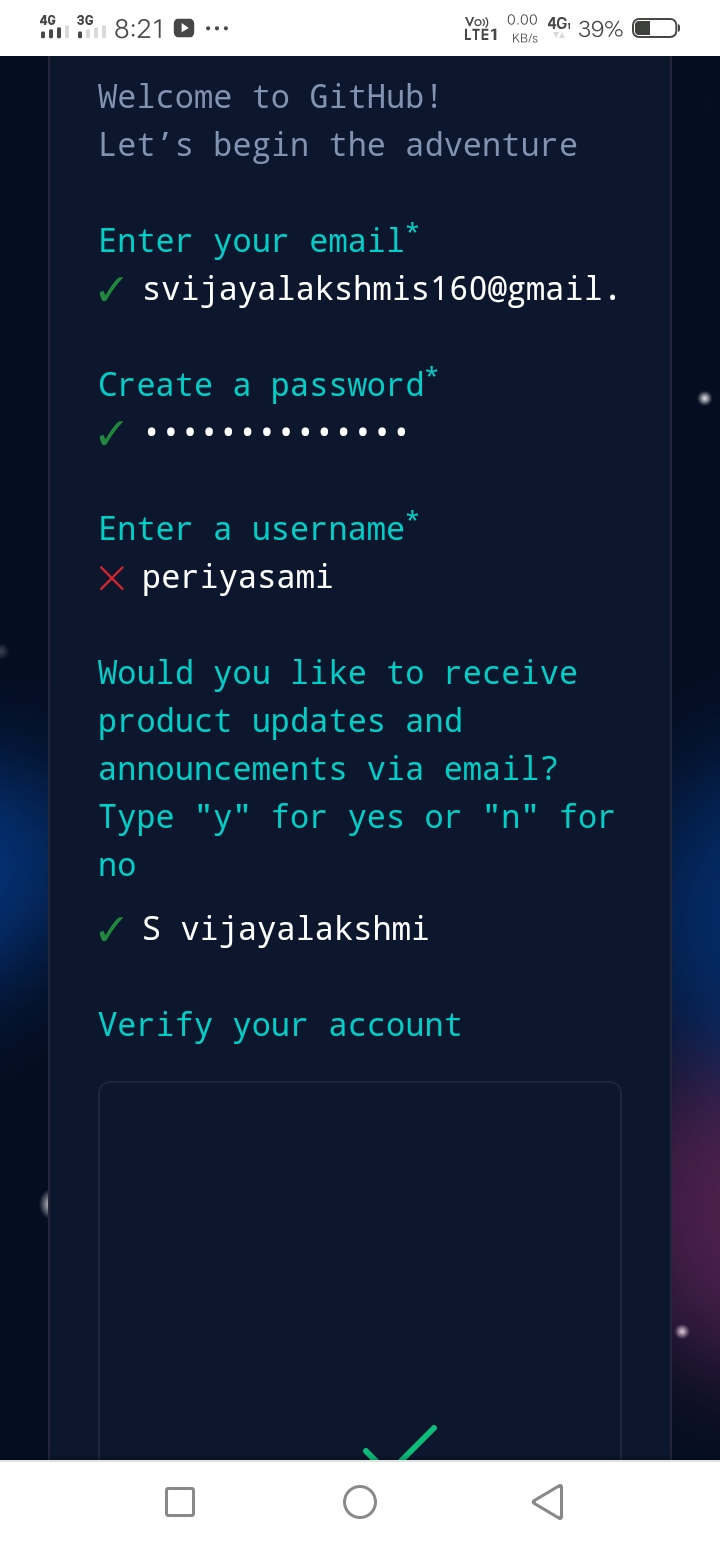 4G 3G 8:21 Vo)) LTE1 0.00 KB/s 4G1 39%
Welcome to GitHub!
Let’s begin the adventure
Enter your email*
✓ svijayalakshmis160@gmail.
Create a password*
✓ ••••••••••••••
Enter a username*
✕ periyasami
Would you like to receive
product updates and
announcements via email?
Type "y" for yes or "n" for
no
✓ S vijayalakshmi
Verify your account